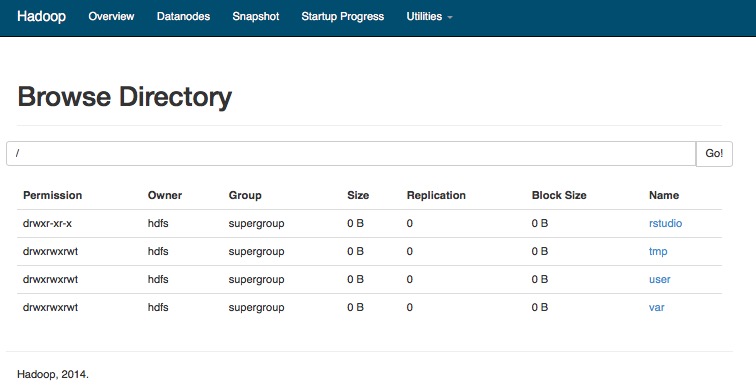 Hadoop Overview Datanodes Snapshot Startup Progress Utilities
Browse Directory
/ Go!
Permission Owner Group Size Replication Block Size Name
drwxr-xr-x hdfs supergroup 0 B 0 0 B rstudio
drwxrwxrwt hdfs supergroup 0 B 0 0 B tmp
drwxrwxrwt hdfs supergroup 0 B 0 0 B user
drwxrwxrwt hdfs supergroup 0 B 0 0 B var
Hadoop, 2014.